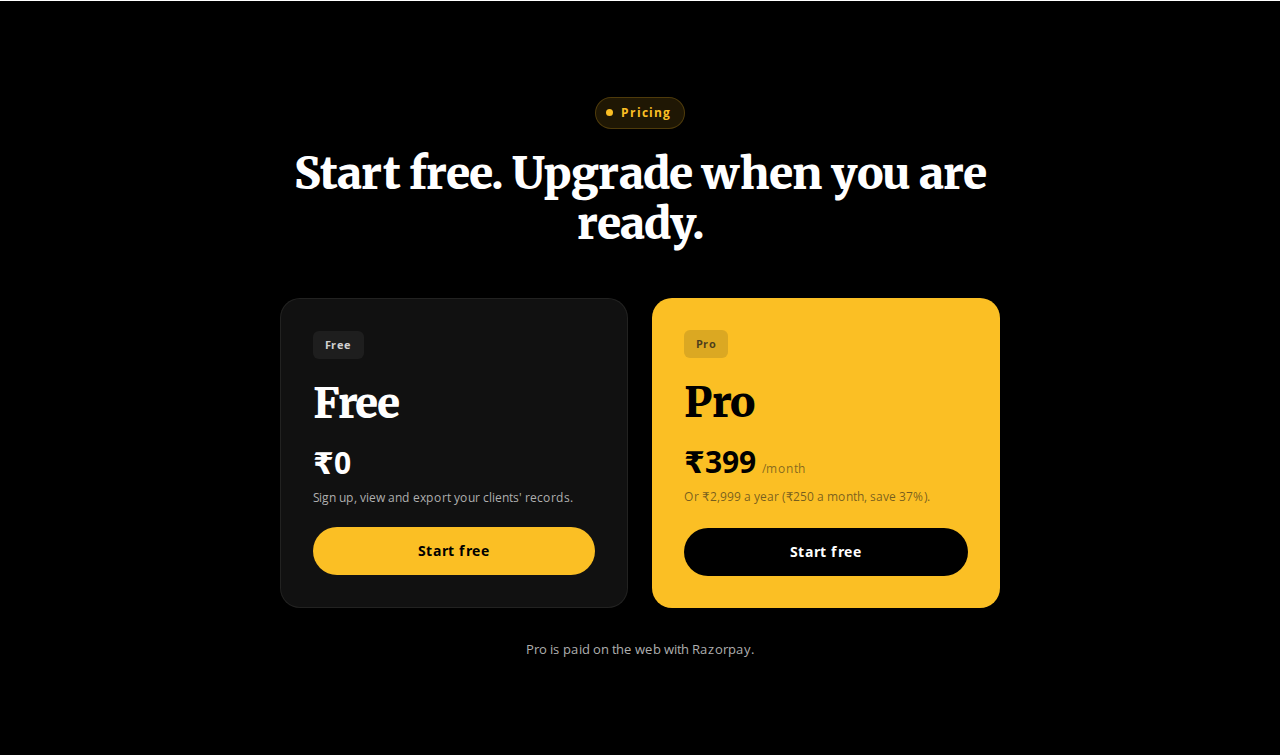 Pricing
Start free. Upgrade when you are
ready.
Free
Free
₹0
Sign up, view and export your clients' records.
Start free
Pro
Pro
₹399 /month
Or ₹2,999 a year (₹250 a month, save 37%).
Start free
Pro is paid on the web with Razorpay.